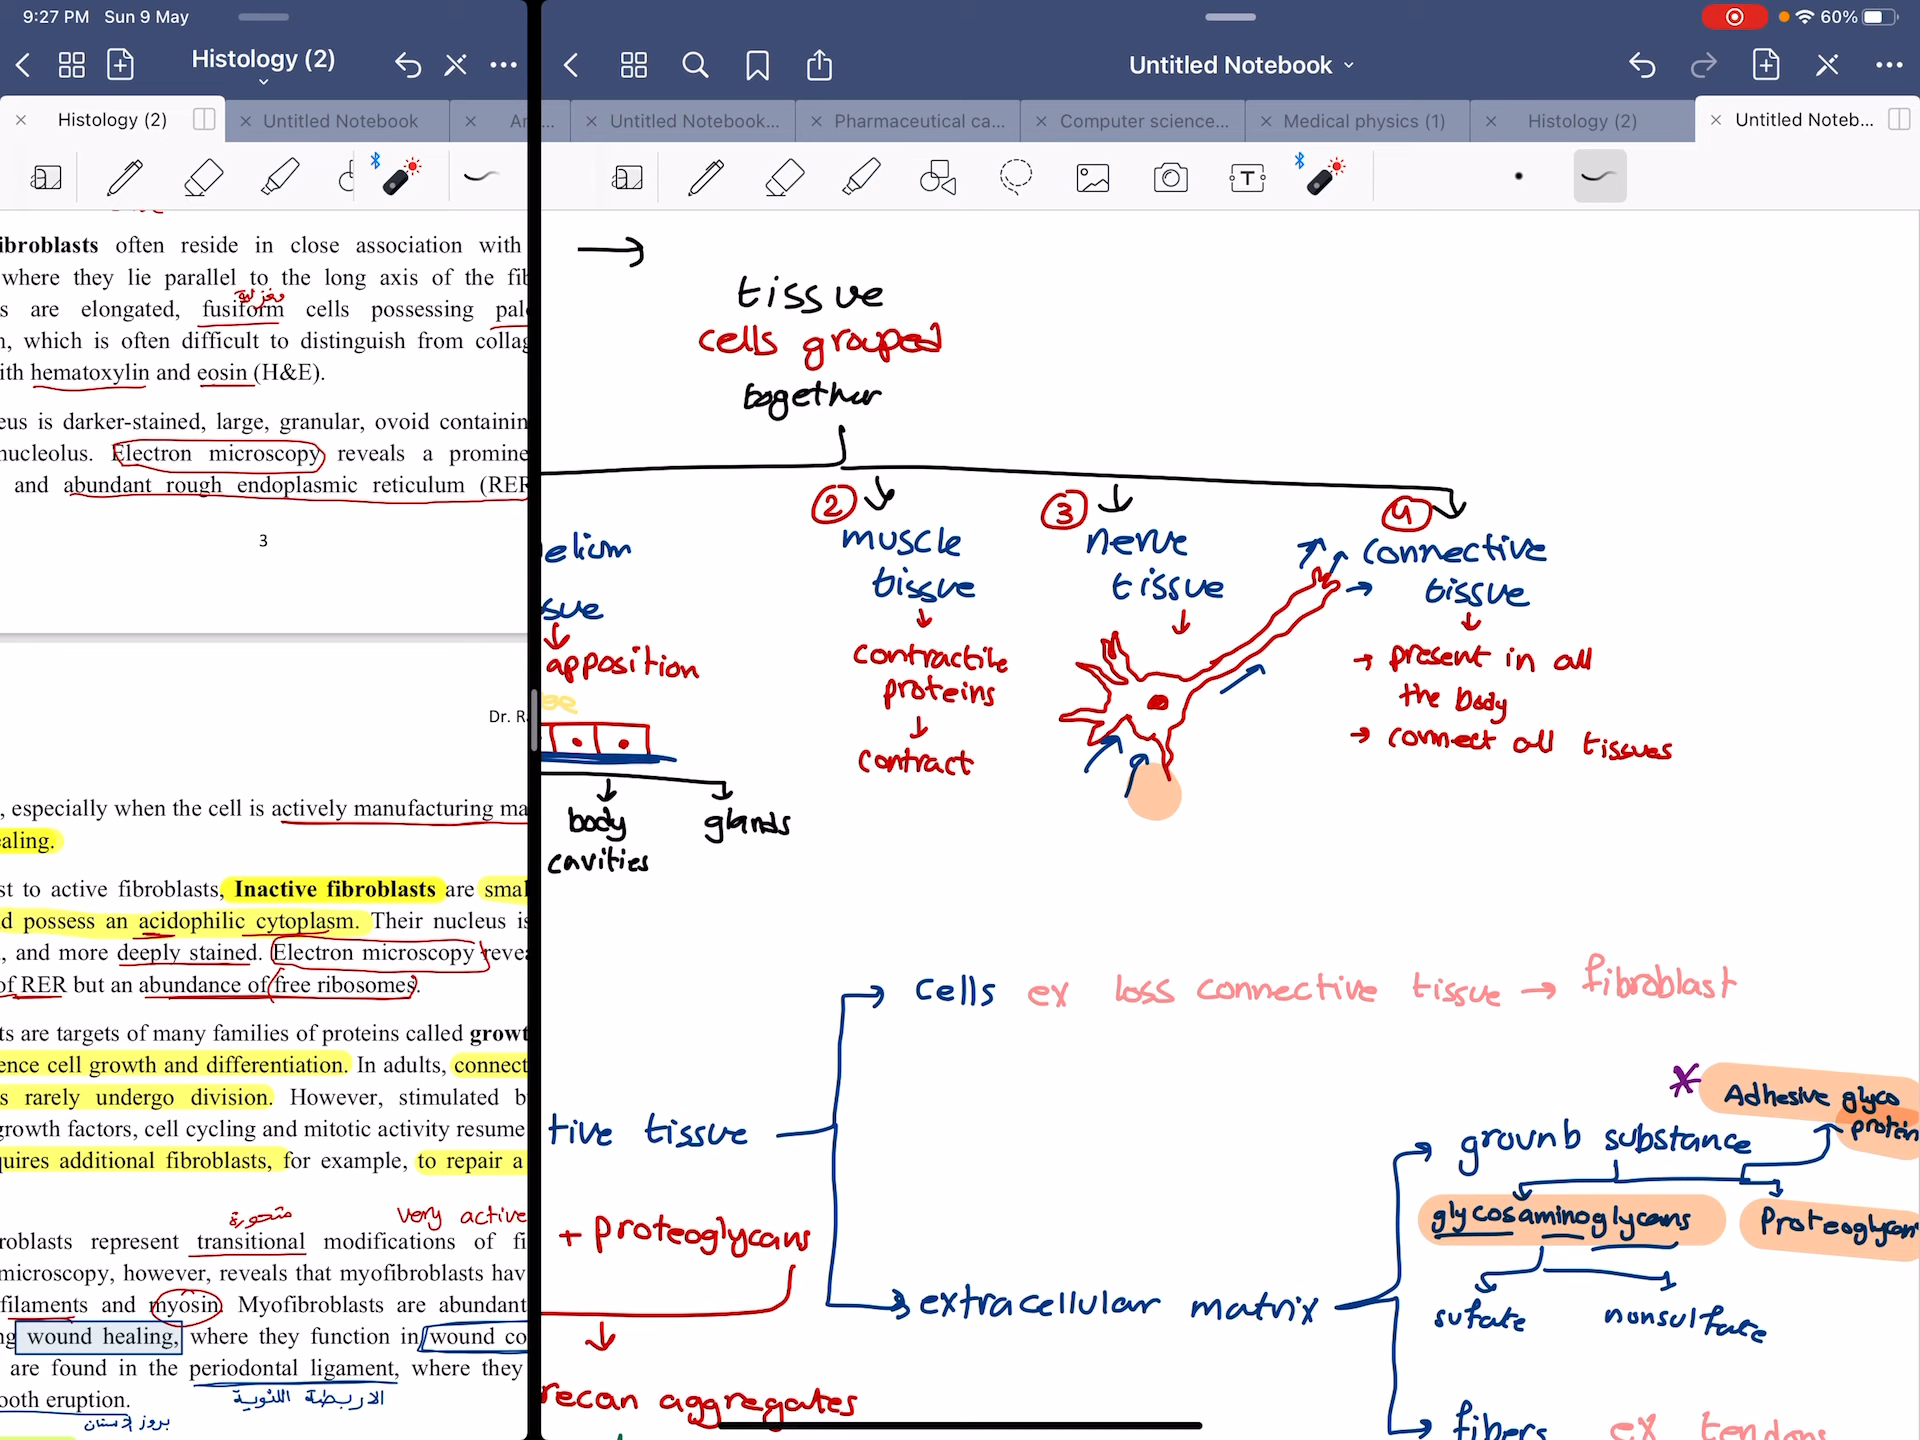 9:27 PM Sun 9 May
60%
Histology (2)
Untitled Notebook
Histology (2)
Untitled Notebook
Ar...
Untitled Notebook...
Pharmaceutical ca...
Computer science...
Medical physics (1)
Histology (2)
Untitled Noteb...
ibroblasts often reside in close association with
where they lie parallel to the long axis of the fib
مغزلية
s are elongated, fusiform cells possessing pal
, which is often difficult to distinguish from collag
ith hematoxylin and eosin (H&E).
eus is darker-stained, large, granular, ovoid containin
nucleolus. Electron microscopy reveals a promine
and abundant rough endoplasmic reticulum (RER
3
Dr. R
, especially when the cell is actively manufacturing ma
ealing.
st to active fibroblasts, Inactive fibroblasts are smal
d possess an acidophilic cytoplasm. Their nucleus is
, and more deeply stained. Electron microscopy revea
of RER but an abundance of free ribosomes.
ts are targets of many families of proteins called growt
ence cell growth and differentiation. In adults, connect
s rarely undergo division. However, stimulated b
growth factors, cell cycling and mitotic activity resume
quires additional fibroblasts, for example, to repair a
متحورة very active
roblasts represent transitional modifications of fi
microscopy, however, reveals that myofibroblasts hav
filaments and myosin. Myofibroblasts are abundant
ng wound healing, where they function in wound co
are found in the periodontal ligament, where they
ooth eruption.
الاربطة اللثوية
بروز
tissue
cells grouped
together
elium
sue
apposition
body
cavities
glands
2
muscle
tissue
contractile
proteins
contract
3
nerve
tissue
4
connective
tissue
→ present in all
the body
→ connect all tissues
tive tissue
cells ex loss connective tissue → fibroblast
extracellular matrix
+ proteoglycans
recan aggregates
* Adhesive glyco
protein
grounb substance
glycosaminoglycans
Proteoglycan
sufate
nonsulfate
fibers ex tendons